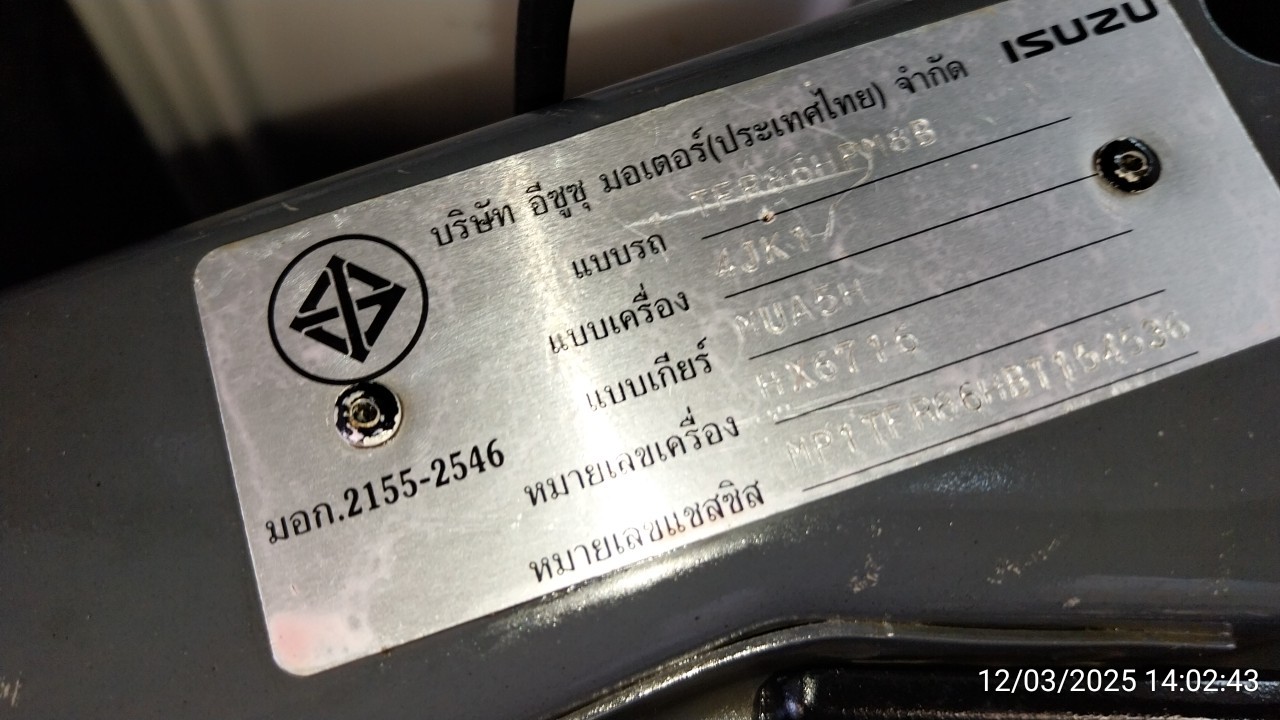 ISUZU
บริษัท อีซูซุ มอเตอร์(ประเทศไทย) จำกัด
แบบรถ
แบบเครื่อง 4JK1
แบบเกียร์ MUA5H
หมายเลขเครื่อง
หมายเลขแชสซิส
มอก.2155-2546
12/03/2025 14:02:43